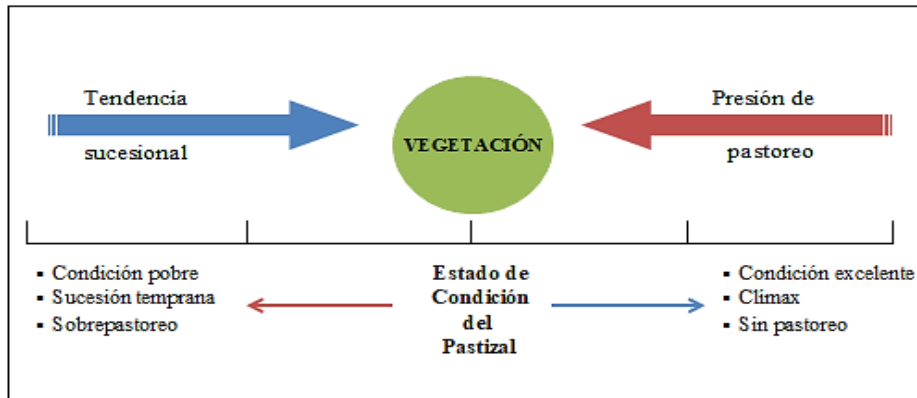 Tendencia
sucesional
VEGETACIÓN
Presión de
pastoreo
▪ Condición pobre
▪ Sucesión temprana
▪ Sobrepastoreo
Estado de
Condición
del
Pastizal
▪ Condición excelente
▪ Clímax
▪ Sin pastoreo